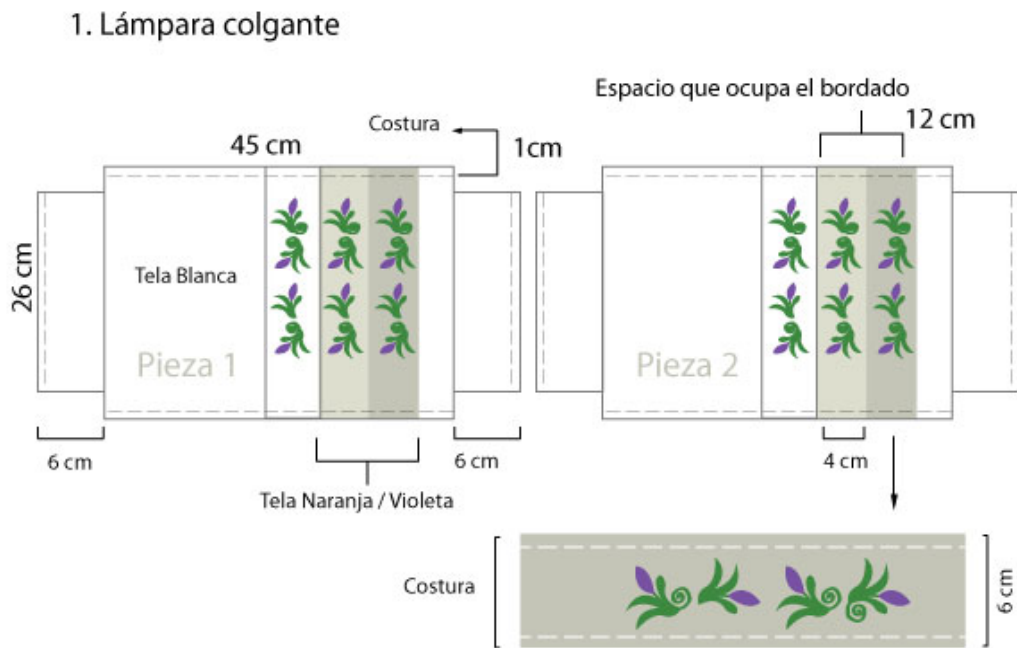 1. Lámpara colgante
Espacio que ocupa el bordado
12 cm
Costura
45 cm
1cm
26 cm
Tela Blanca
Pieza 1
Pieza 2
6 cm
6 cm
4 cm
Tela Naranja / Violeta
Costura
6 cm